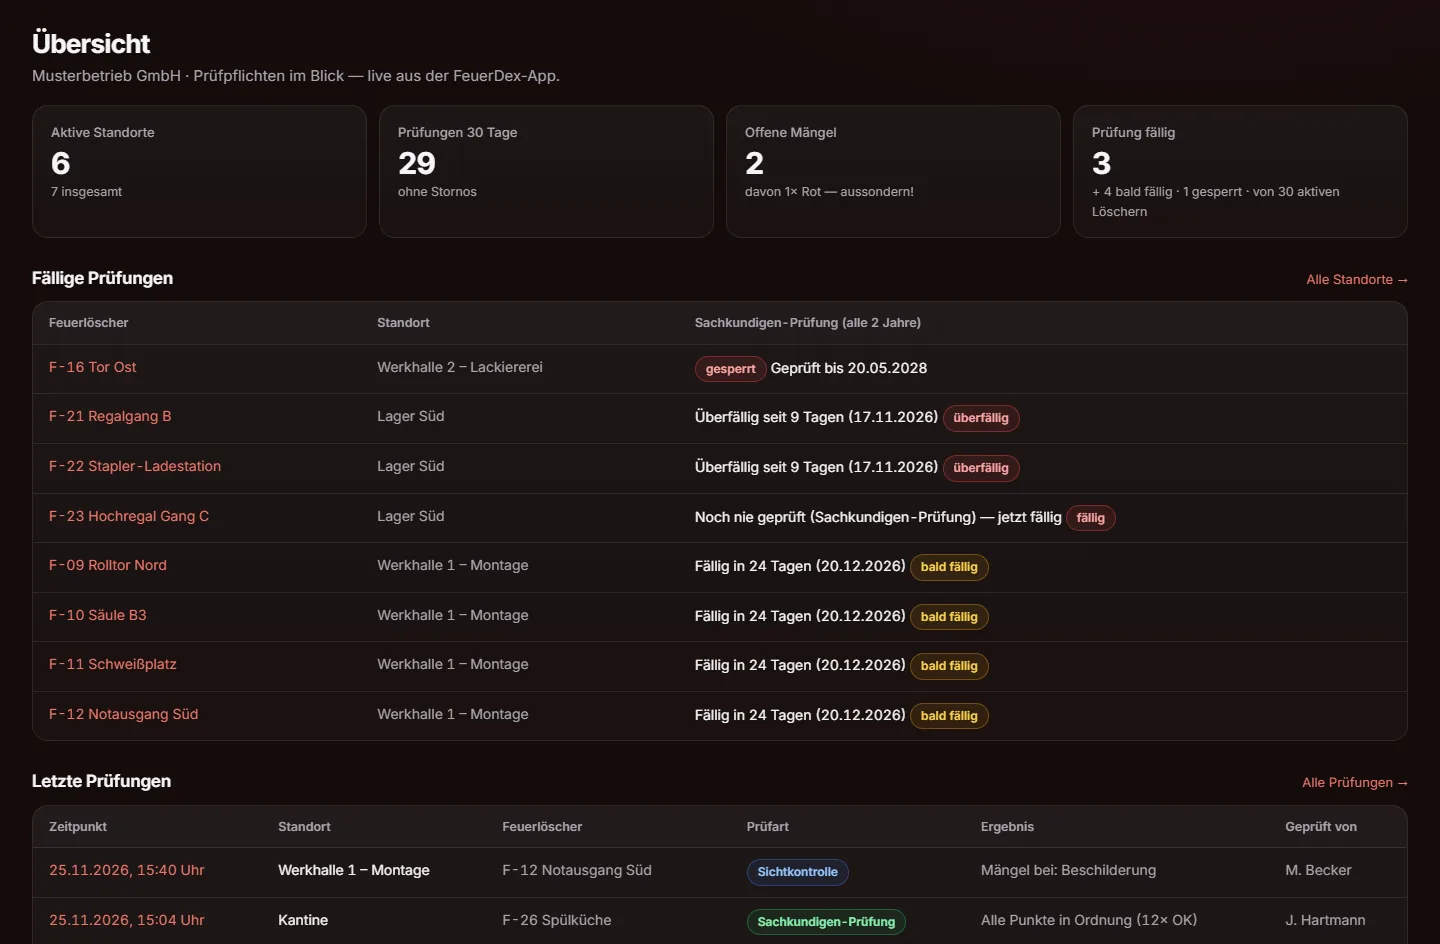 Übersicht
Musterbetrieb GmbH · Prüfpflichten im Blick — live aus der FeuerDex-App.
Aktive Standorte
6
7 insgesamt
Prüfungen 30 Tage
29
ohne Stornos
Offene Mängel
2
davon 1× Rot — aussondern!
Prüfung fällig
3
+ 4 bald fällig · 1 gesperrt · von 30 aktiven
Löschern
Fällige Prüfungen Alle Standorte →
Feuerlöscher Standort Sachkundigen-Prüfung (alle 2 Jahre)
F-16 Tor Ost Werkhalle 2 – Lackiererei gesperrt Geprüft bis 20.05.2028
F-21 Regalgang B Lager Süd Überfällig seit 9 Tagen (17.11.2026) überfällig
F-22 Stapler-Ladestation Lager Süd Überfällig seit 9 Tagen (17.11.2026) überfällig
F-23 Hochregal Gang C Lager Süd Noch nie geprüft (Sachkundigen-Prüfung) — jetzt fällig fällig
F-09 Rolltor Nord Werkhalle 1 – Montage Fällig in 24 Tagen (20.12.2026) bald fällig
F-10 Säule B3 Werkhalle 1 – Montage Fällig in 24 Tagen (20.12.2026) bald fällig
F-11 Schweißplatz Werkhalle 1 – Montage Fällig in 24 Tagen (20.12.2026) bald fällig
F-12 Notausgang Süd Werkhalle 1 – Montage Fällig in 24 Tagen (20.12.2026) bald fällig
Letzte Prüfungen Alle Prüfungen →
Zeitpunkt Standort Feuerlöscher Prüfart Ergebnis Geprüft von
25.11.2026, 15:40 Uhr Werkhalle 1 – Montage F-12 Notausgang Süd Sichtkontrolle Mängel bei: Beschilderung M. Becker
25.11.2026, 15:04 Uhr Kantine F-26 Spülküche Sachkundigen-Prüfung Alle Punkte in Ordnung (12× OK) J. Hartmann